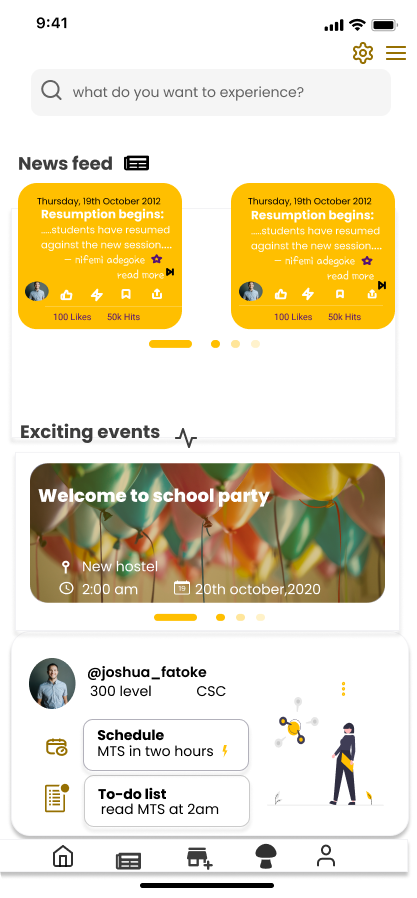 9:41
what do you want to experience?
News feed
Thursday, 19th October 2012
Resumption begins:
.....students have resumed
against the new session.....
– nifemi adegoke
read more
100 Likes 50k Hits
Thursday, 19th October 2012
Resumption begins:
.....students have resumed
against the new session.....
– nifemi adegoke
read more
100 Likes 50k Hits
Exciting events
Welcome to school party
New hostel
2:00 am 19 20th october,2020
@joshua_fatoke
300 level CSC
Schedule
MTS in two hours
To-do list
read MTS at 2am